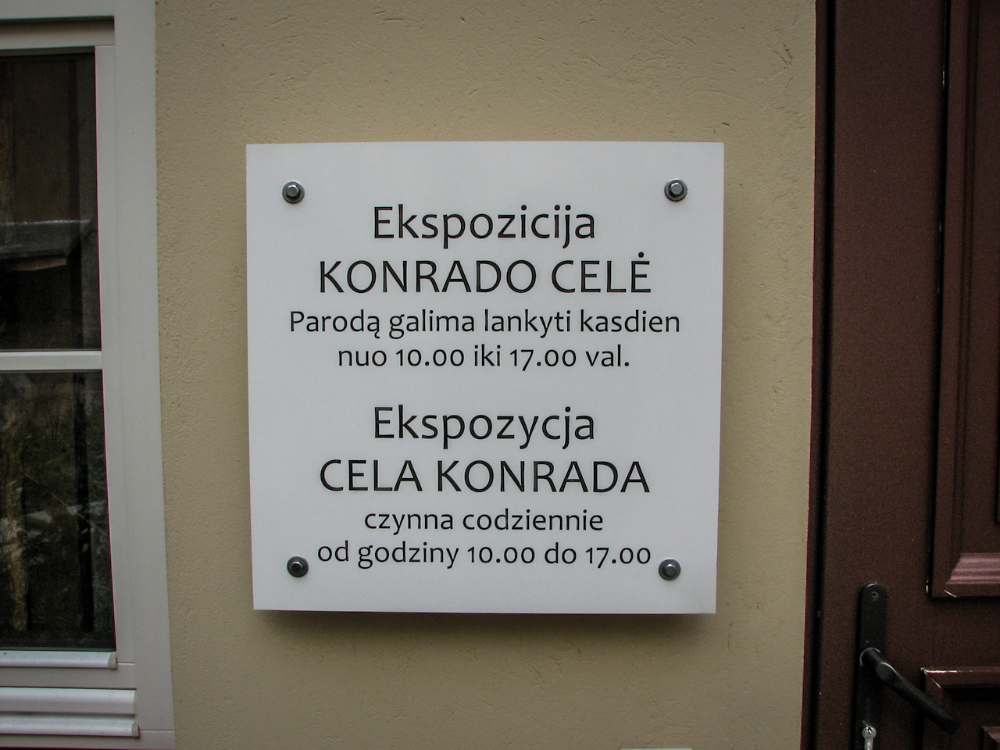 Ekspozicija
KONRADO CELĖ
Parodą galima lankyti kasdien
nuo 10.00 iki 17.00 val.
Ekspozycja
CELA KONRADA
czynna codziennie
od godziny 10.00 do 17.00